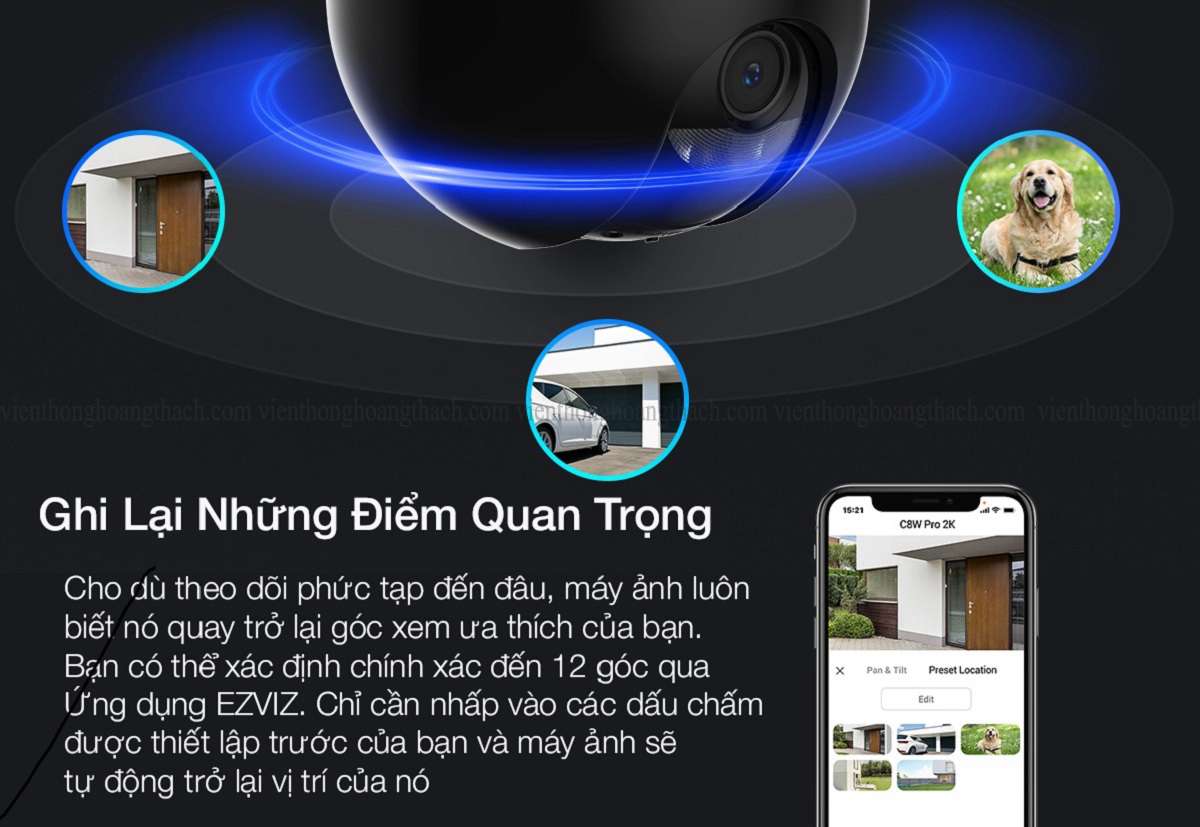 vienthonghoangthach.com vienthonghoangthach.com vienthonghoangthach.com vienthonghoangthach.com vienthonghoang
Ghi Lại Những Điểm Quan Trọng
Cho dù theo dõi phức tạp đến đâu, máy ảnh luôn
biết nó quay trở lại góc xem ưa thích của bạn.
Bạn có thể xác định chính xác đến 12 góc qua
Ứng dụng EZVIZ. Chỉ cần nhấp vào các dấu chấm
được thiết lập trước của bạn và máy ảnh sẽ
tự động trở lại vị trí của nó
15:21
C8W Pro 2K
Pan & Tilt Preset Location
Edit